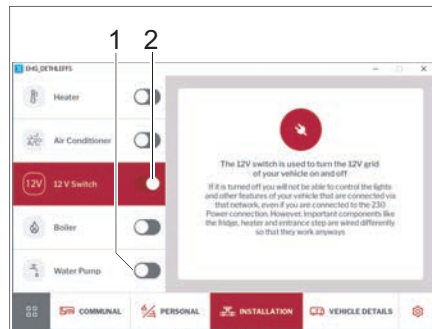 1 2
EHG_DETHLEFFS
Heater
Air Conditioner
12V 12 V Switch
Boiler
Water Pump
The 12V switch is used to turn the 12V grid
of your vehicle on and off
If it is turned off you will not be able to control the lights
and other features of your vehicle that are connected via
that network, even if you are connected to the 230
Power connection. However, important components like
the fridge, heater and entrance step are wired differently
so that they work anyways
COMMUNAL PERSONAL INSTALLATION VEHICLE DETAILS